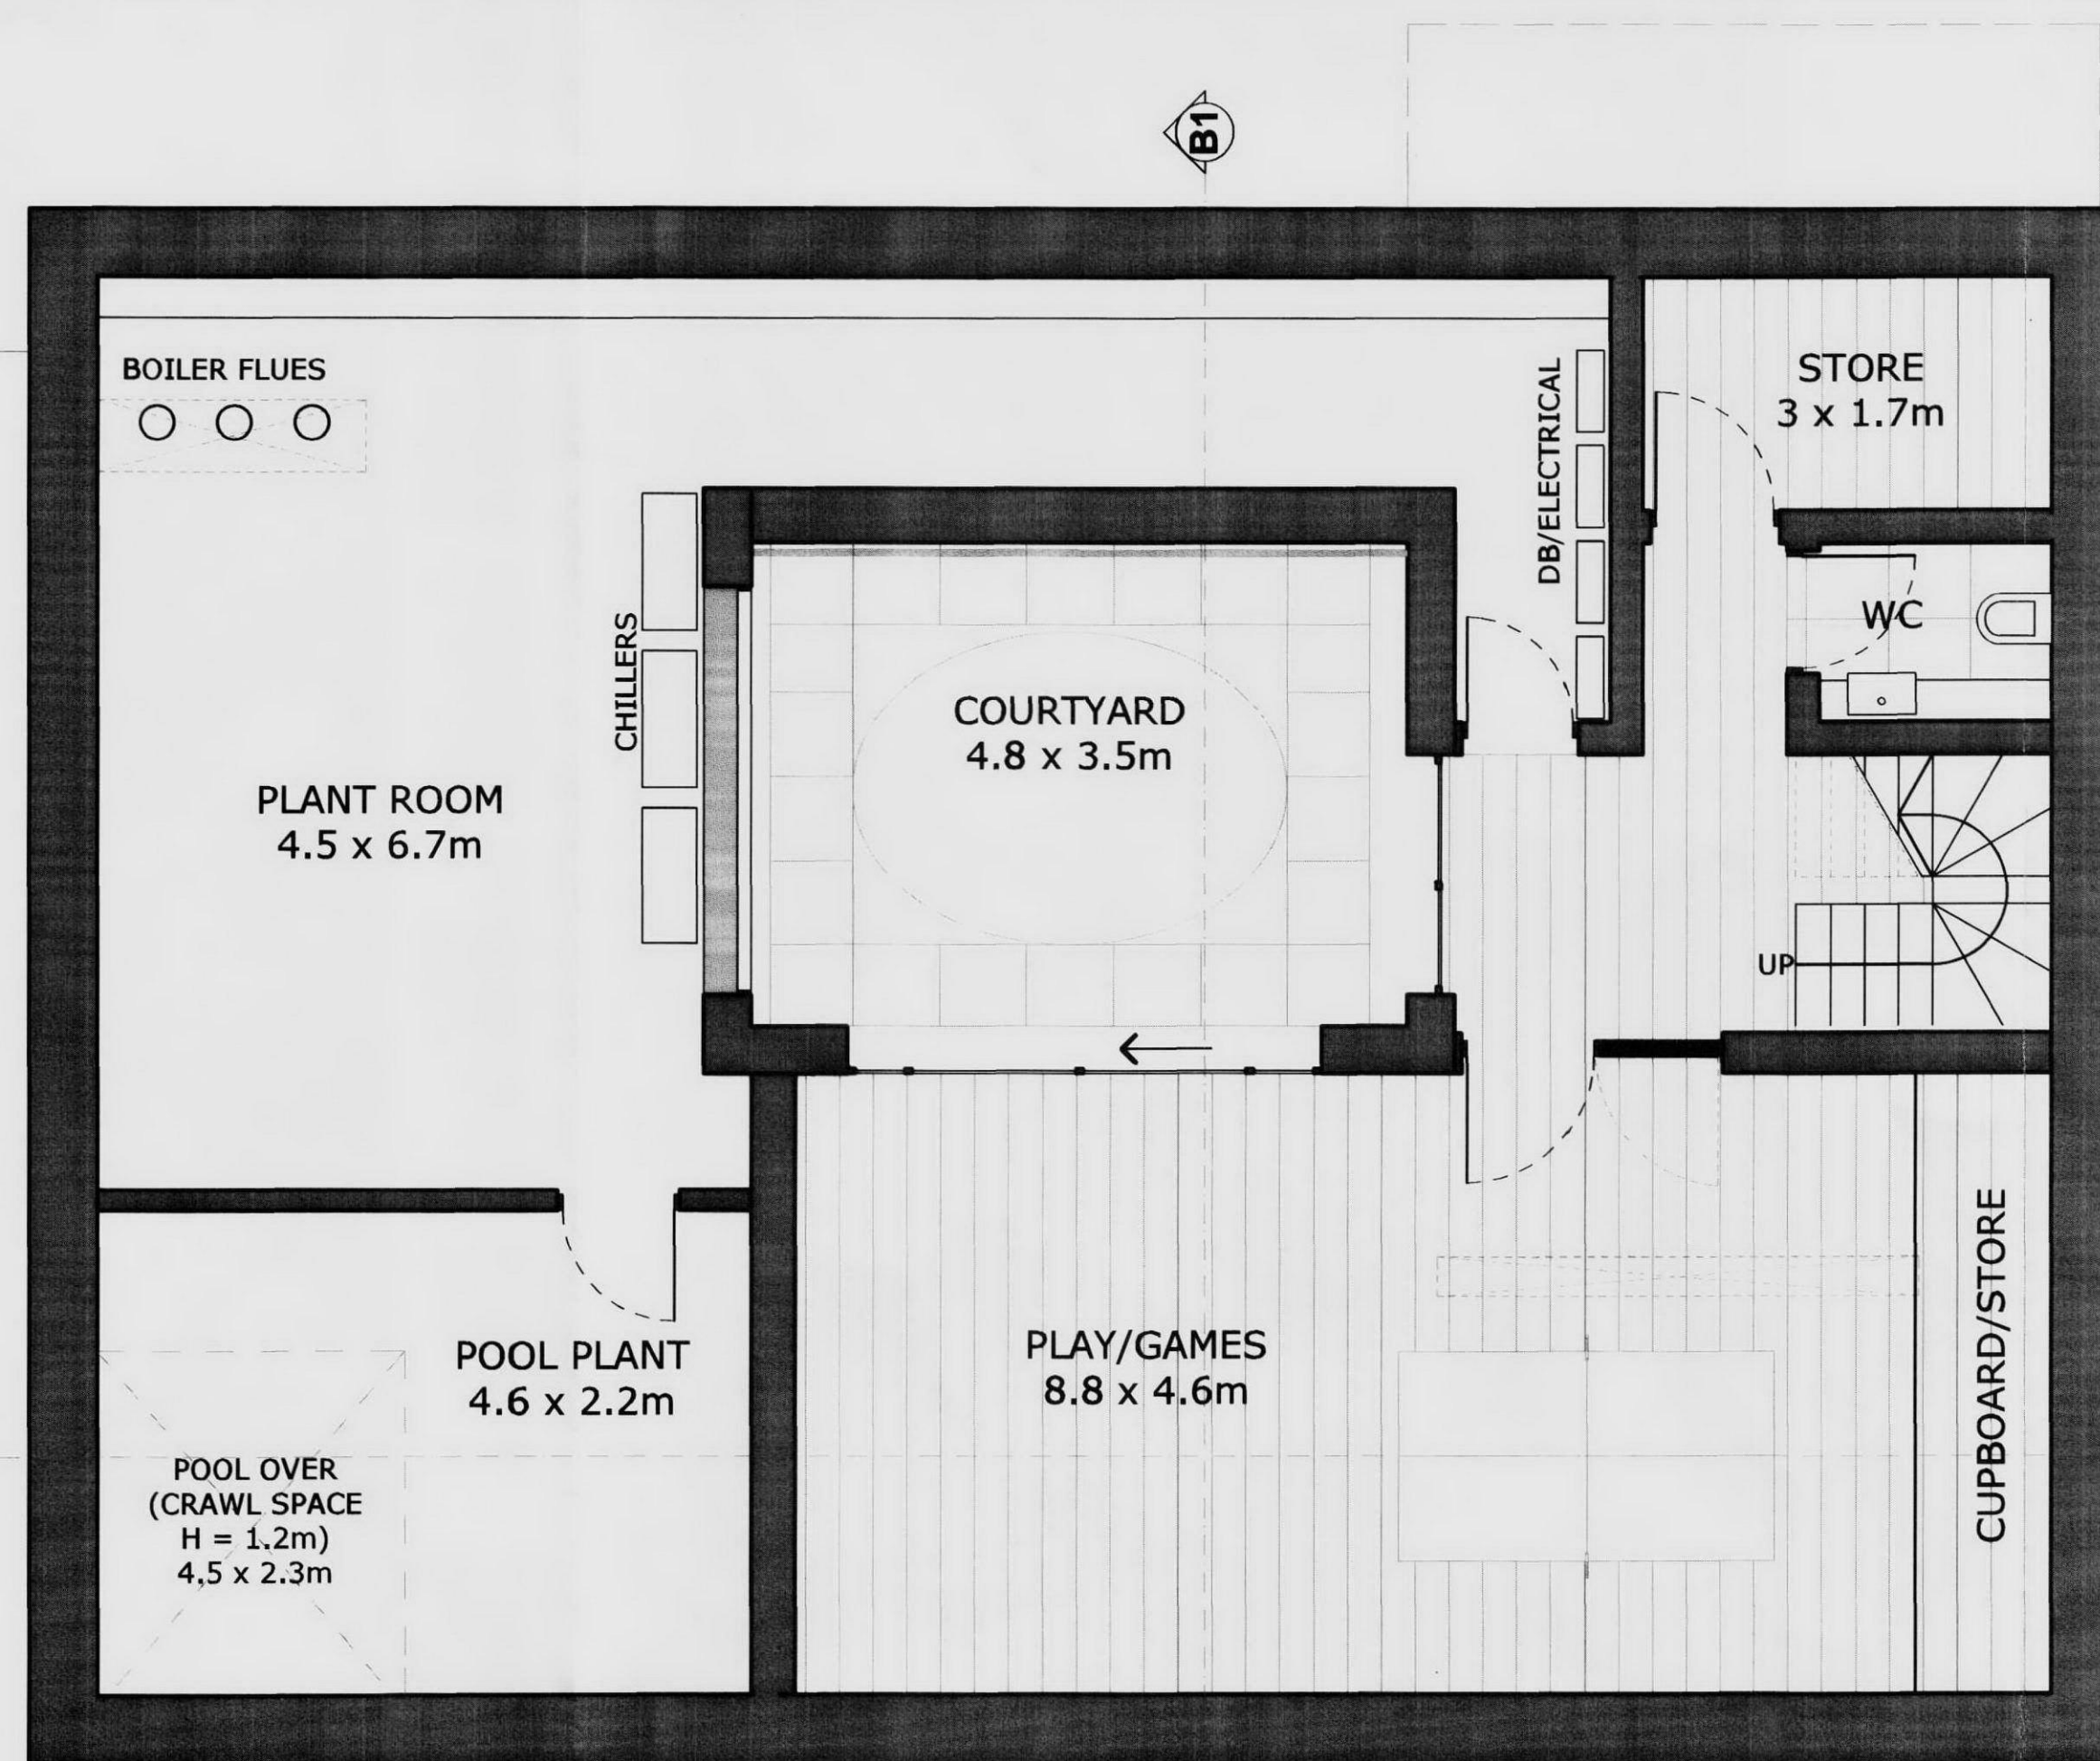 B1
BOILER FLUES
STORE
3 x 1.7m
DB/ELECTRICAL
WC
CHILLERS
COURTYARD
4.8 x 3.5m
PLANT ROOM
4.5 x 6.7m
UP
POOL PLANT
4.6 x 2.2m
PLAY/GAMES
8.8 x 4.6m
CUPBOARD/STORE
POOL OVER
(CRAWL SPACE
H = 1.2m)
4.5 x 2.3m